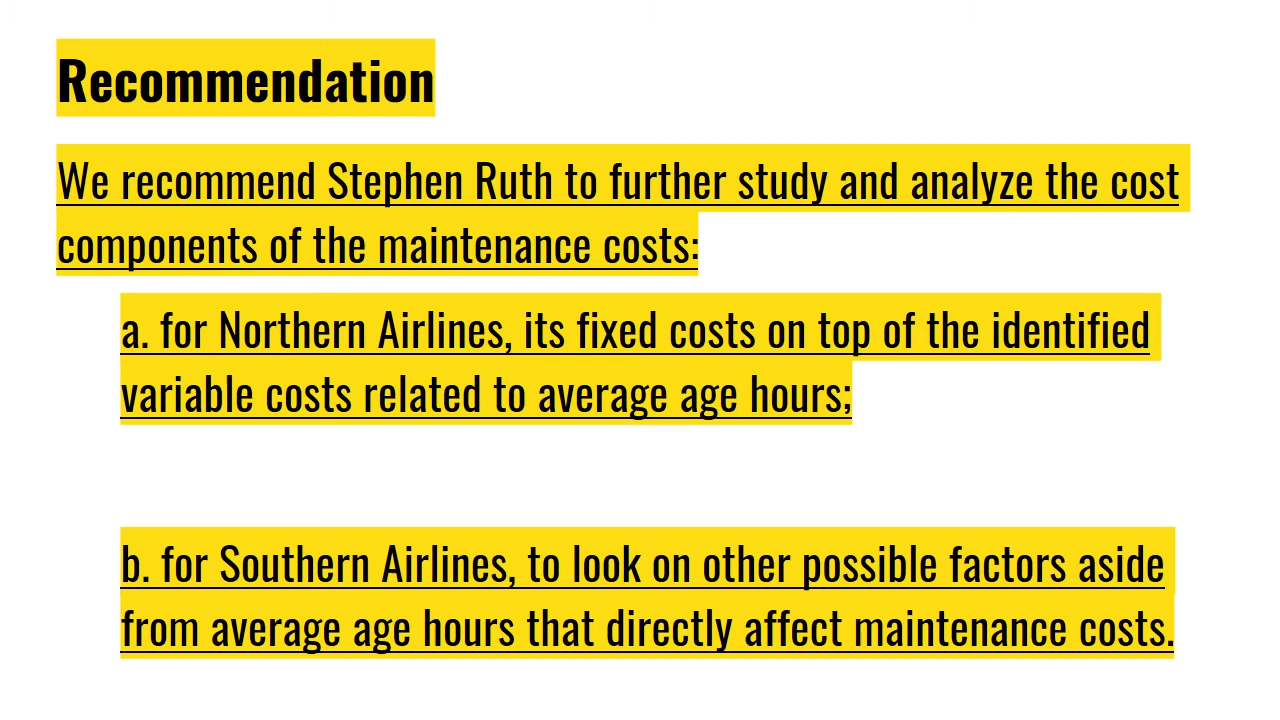 Recommendation
We recommend Stephen Ruth to further study and analyze the cost
components of the maintenance costs:
a. for Northern Airlines, its fixed costs on top of the identified
variable costs related to average age hours;
b. for Southern Airlines, to look on other possible factors aside
from average age hours that directly affect maintenance costs.